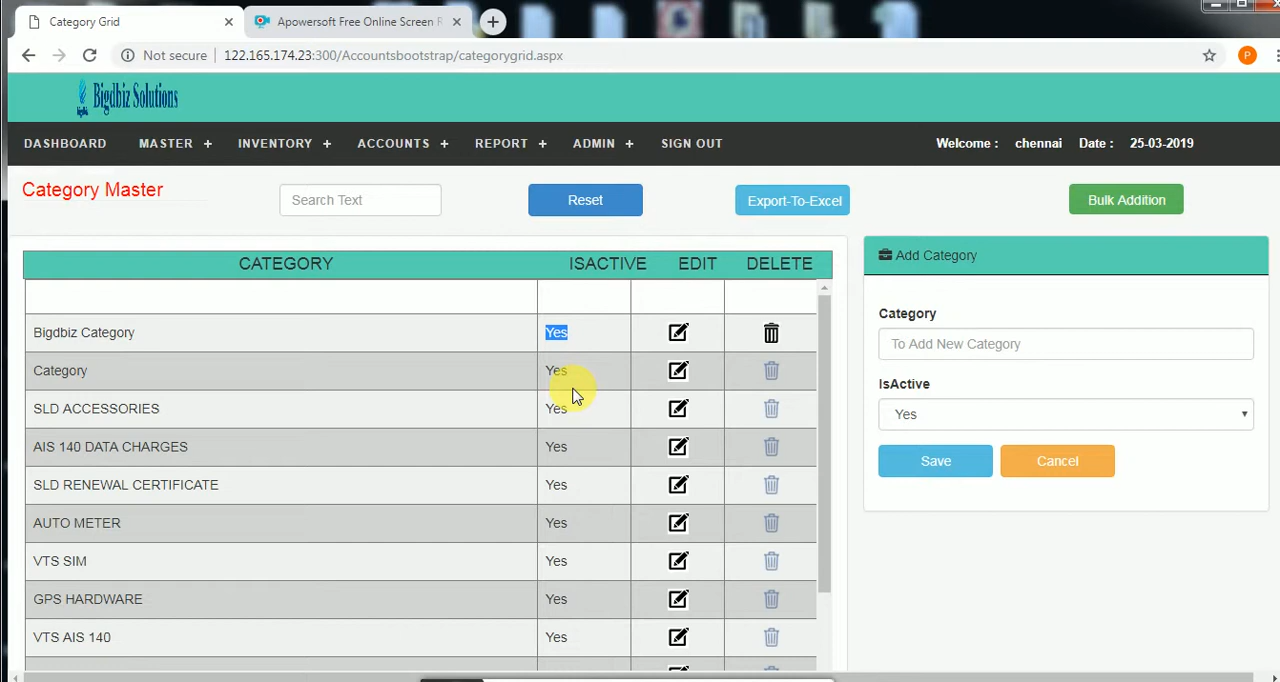 Category Grid
Apowersoft Free Online Screen R
Not secure
122.165.174.23:300/Accountsbootstrap/categorygrid.aspx
P
Bigdbiz Solutions
DASHBOARD MASTER + INVENTORY + ACCOUNTS + REPORT + ADMIN + SIGN OUT Welcome : chennai Date : 25-03-2019
Category Master
Search Text
Reset
Export-To-Excel
Bulk Addition
CATEGORY ISACTIVE EDIT DELETE
Bigdbiz Category Yes
Category Yes
SLD ACCESSORIES Yes
AIS 140 DATA CHARGES Yes
SLD RENEWAL CERTIFICATE Yes
AUTO METER Yes
VTS SIM Yes
GPS HARDWARE Yes
VTS AIS 140 Yes
Add Category
Category
To Add New Category
IsActive
Yes
Save
Cancel